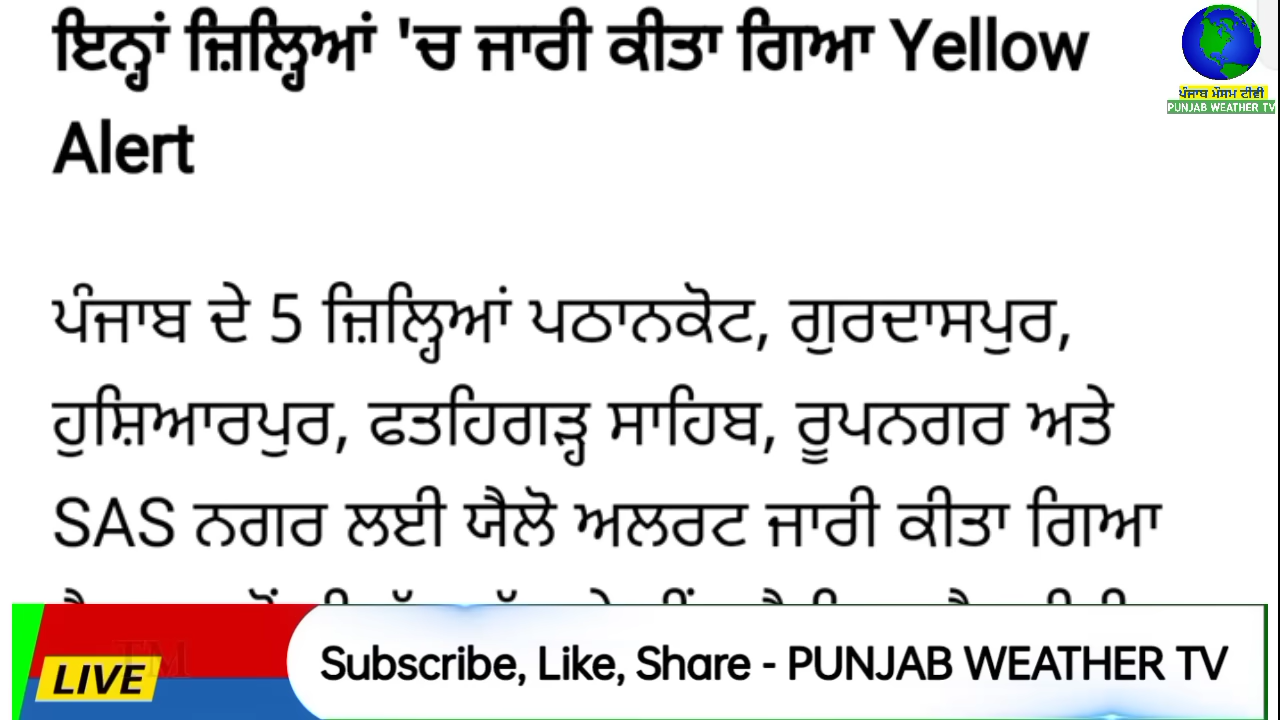 ਇਨ੍ਹਾਂ ਜ਼ਿਲ੍ਹਿਆਂ 'ਚ ਜਾਰੀ ਕੀਤਾ ਗਿਆ Yellow
Alert
ਪੰਜਾਬ ਮੌਸਮ ਟੀਵੀ
PUNJAB WEATHER TV
ਪੰਜਾਬ ਦੇ 5 ਜ਼ਿਲ੍ਹਿਆਂ ਪਠਾਨਕੋਟ, ਗੁਰਦਾਸਪੁਰ,
ਹੁਸ਼ਿਆਰਪੁਰ, ਫਤਹਿਗੜ੍ਹ ਸਾਹਿਬ, ਰੂਪਨਗਰ ਅਤੇ
SAS ਨਗਰ ਲਈ ਯੈਲੋ ਅਲਰਟ ਜਾਰੀ ਕੀਤਾ ਗਿਆ
TM
LIVE
Subscribe, Like, Share - PUNJAB WEATHER TV